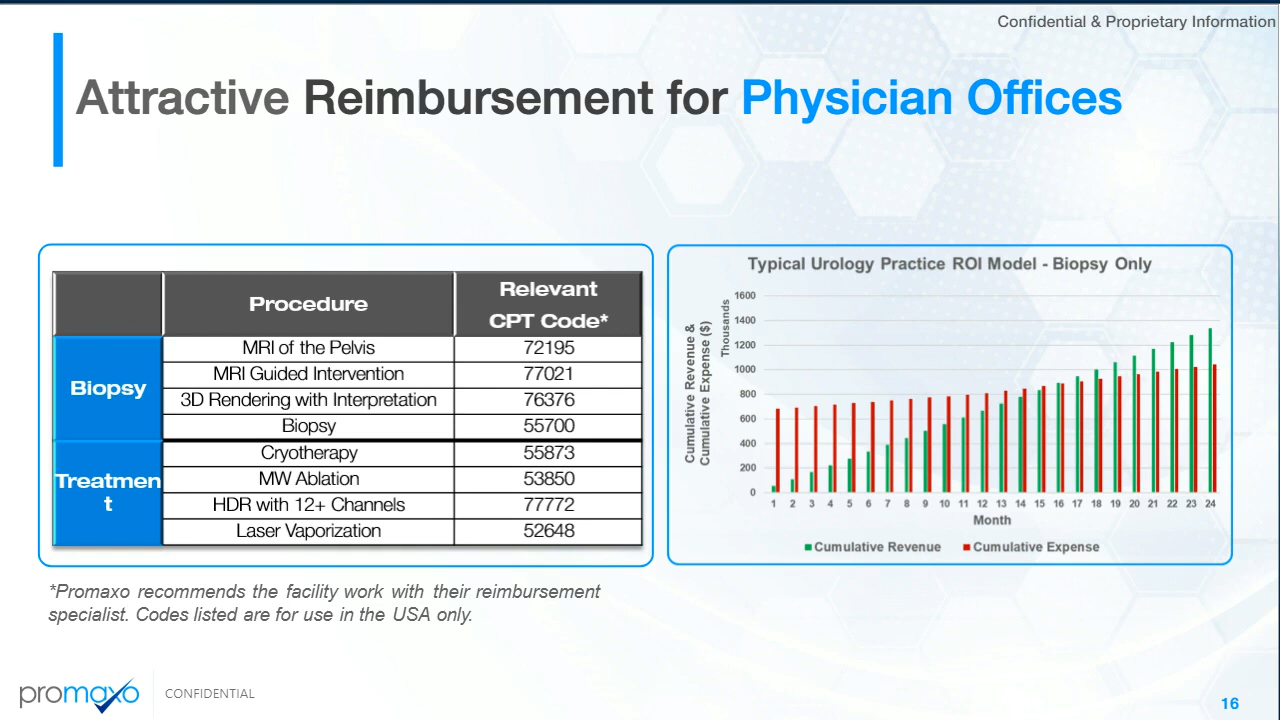 Confidential & Proprietary Information
Attractive Reimbursement for Physician Offices
Procedure
Relevant
CPT Code*
Biopsy
MRI of the Pelvis 72195
MRI Guided Intervention 77021
3D Rendering with Interpretation 76376
Biopsy 55700
Treatmen
t
Cryotherapy 55873
MW Ablation 53850
HDR with 12+ Channels 77772
Laser Vaporization 52648
Typical Urology Practice ROI Model - Biopsy Only
Cumulative Revenue &
Cumulative Expense ($)
Thousands
1600
1400
1200
1000
800
600
400
200
0
1 2 3 4 5 6 7 8 9 10 11 12 13 14 15 16 17 18 19 20 21 22 23 24
Month
Cumulative Revenue Cumulative Expense
*Promaxo recommends the facility work with their reimbursement
specialist. Codes listed are for use in the USA only.
promaxo CONFIDENTIAL
16